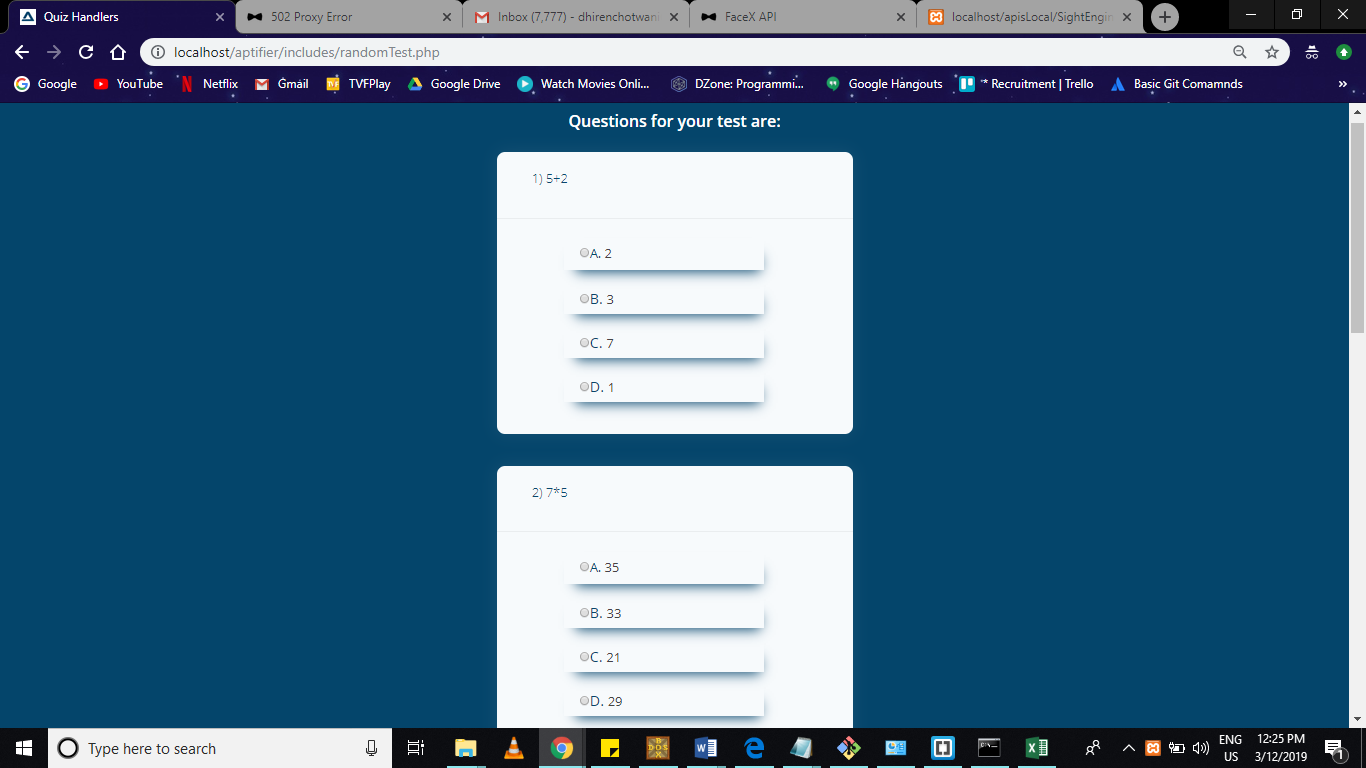 Quiz Handlers
502 Proxy Error
Inbox (7,777) - dhirenchotwani
FaceX API
localhost/apisLocal/SightEngin
localhost/aptifier/includes/randomTest.php
Google
YouTube
Netflix
Gmail
TVFPlay
Google Drive
Watch Movies Onli...
DZone: Programmi...
Google Hangouts
'* Recruitment | Trello
Basic Git Comamnds
»
Questions for your test are:
1) 5+2
A. 2
B. 3
C. 7
D. 1
2) 7*5
A. 35
B. 33
C. 21
D. 29
Type here to search
ENG
US
12:25 PM
3/12/2019
1